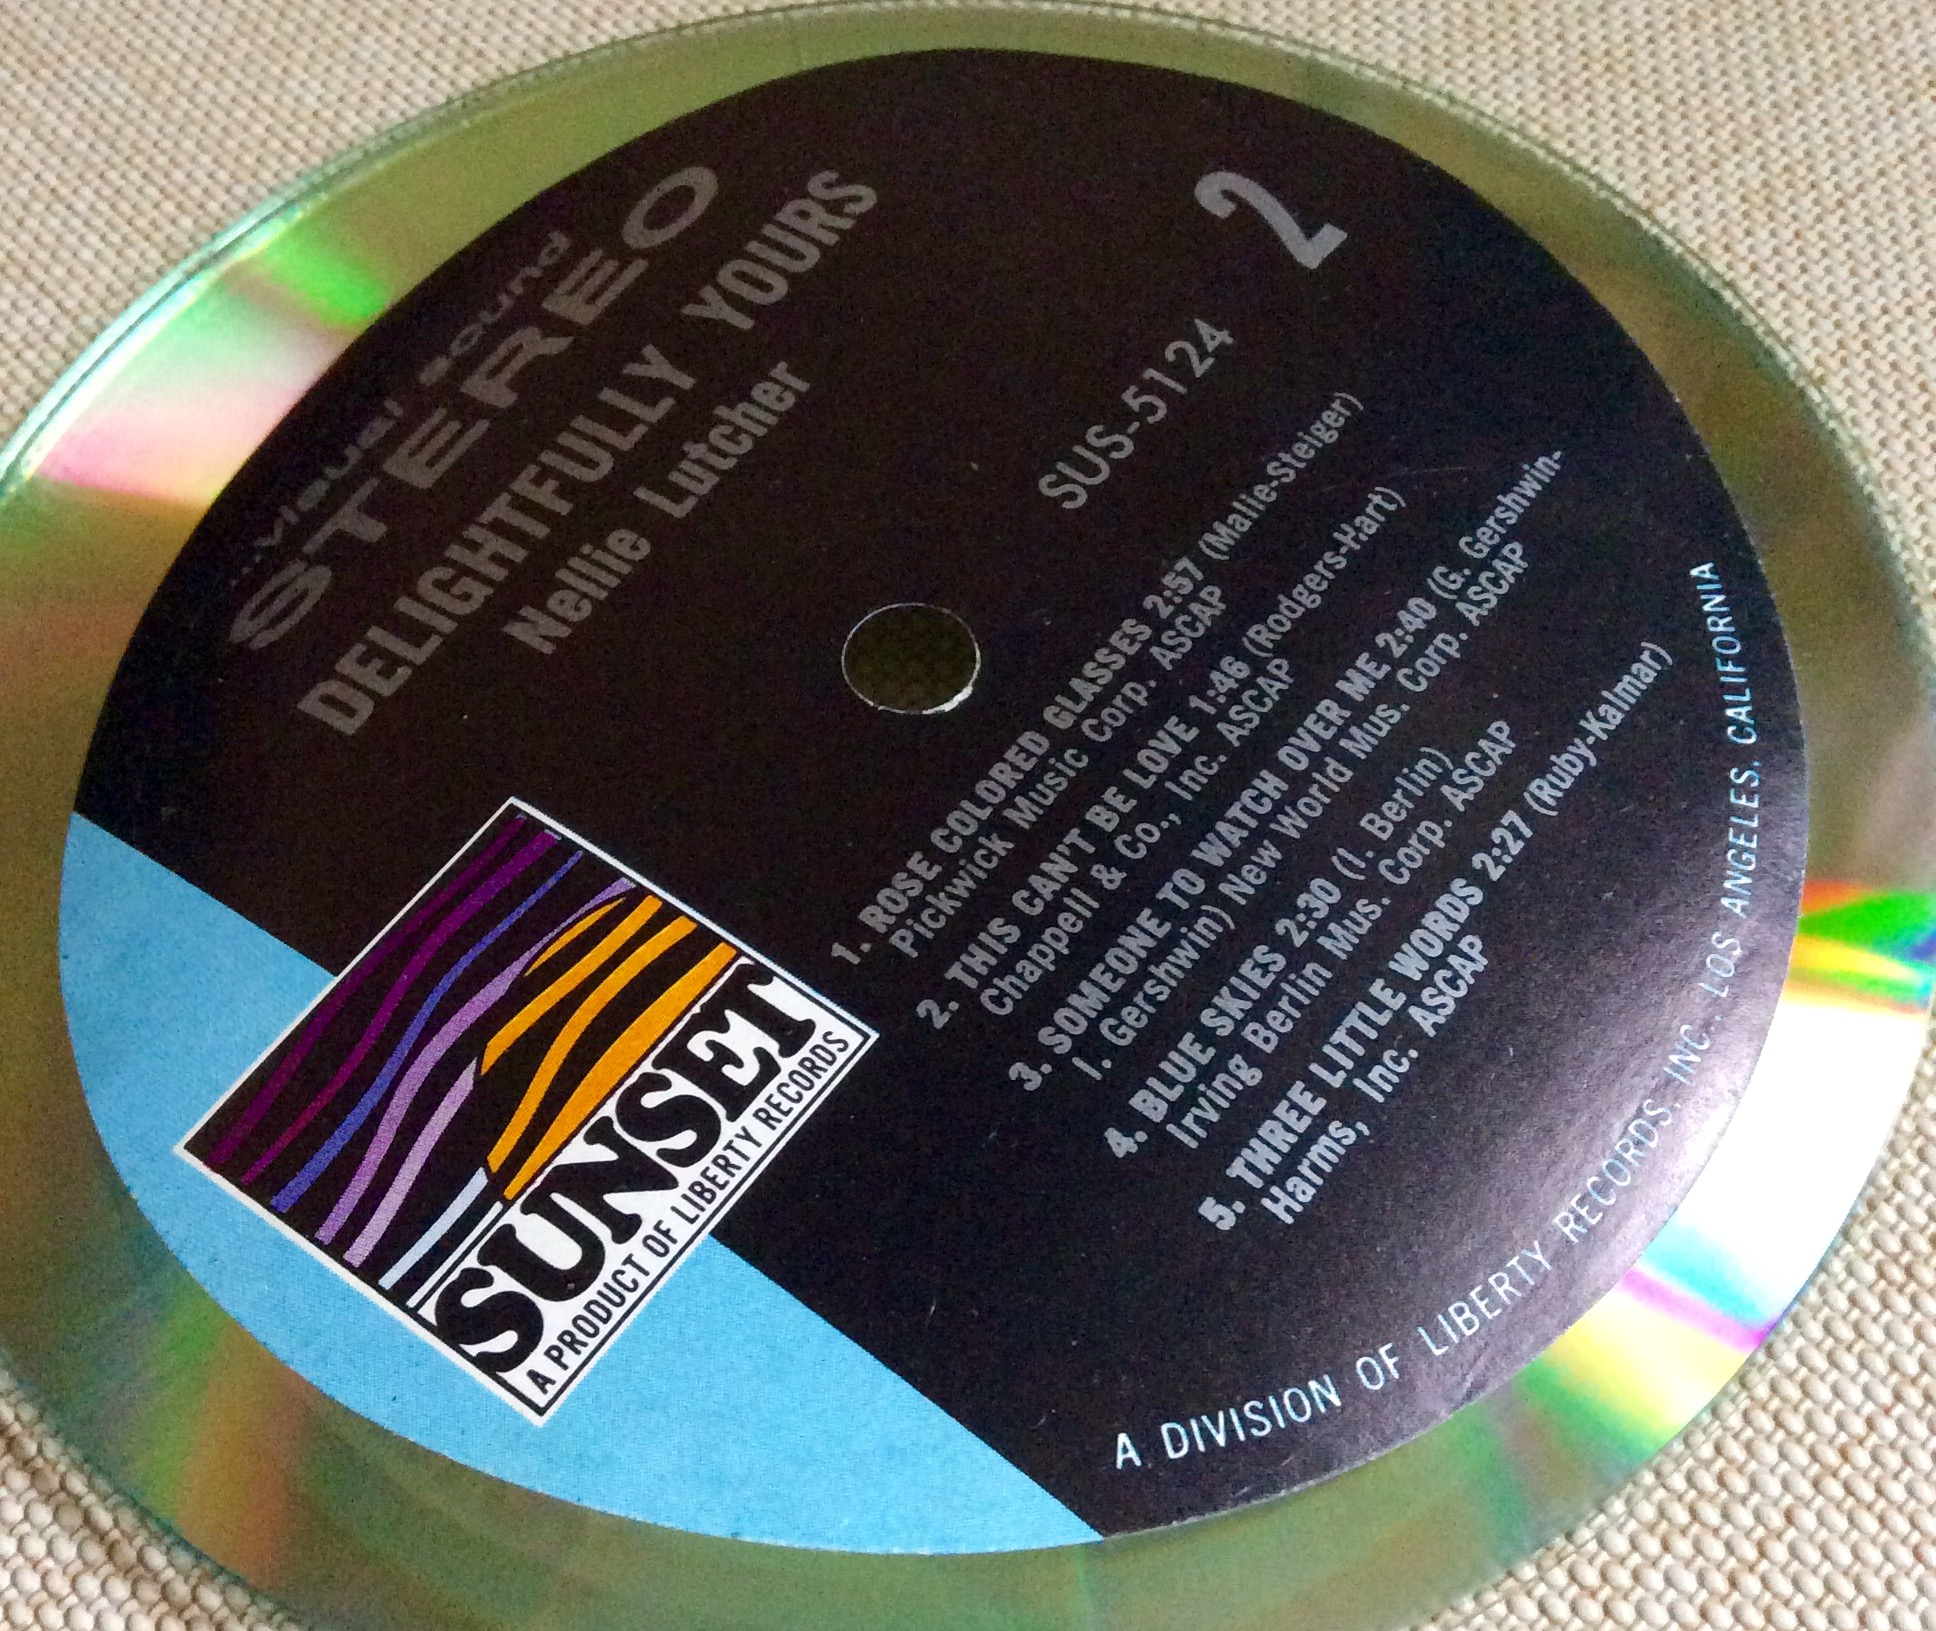 ...visual sound
STEREO
DELIGHTFULLY YOURS
Nellie Lutcher
2
SUS-5124
1. ROSE COLORED GLASSES 2:57 (Malie-Steiger)
Pickwick Music Corp. ASCAP
2. THIS CAN'T BE LOVE 1:46 (Rodgers-Hart)
Chappell & Co., Inc. ASCAP
3. SOMEONE TO WATCH OVER ME 2:40 (G. Gershwin-
I. Gershwin) New World Mus. Corp. ASCAP
4. BLUE SKIES 2:30 (I. Berlin)
Irving Berlin Mus. Corp. ASCAP
5. THREE LITTLE WORDS 2:27 (Ruby-Kalmar)
Harms, Inc. ASCAP
SUNSET
A PRODUCT OF LIBERTY RECORDS
A DIVISION OF LIBERTY RECORDS, INC., LOS ANGELES, CALIFORNIA